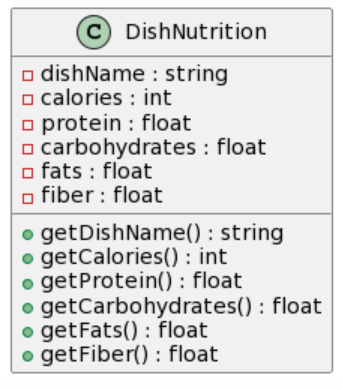 C DishNutrition
dishName : string
calories : int
protein : float
carbohydrates : float
fats : float
fiber : float
getDishName() : string
getCalories() : int
getProtein() : float
getCarbohydrates() : float
getFats() : float
getFiber() : float